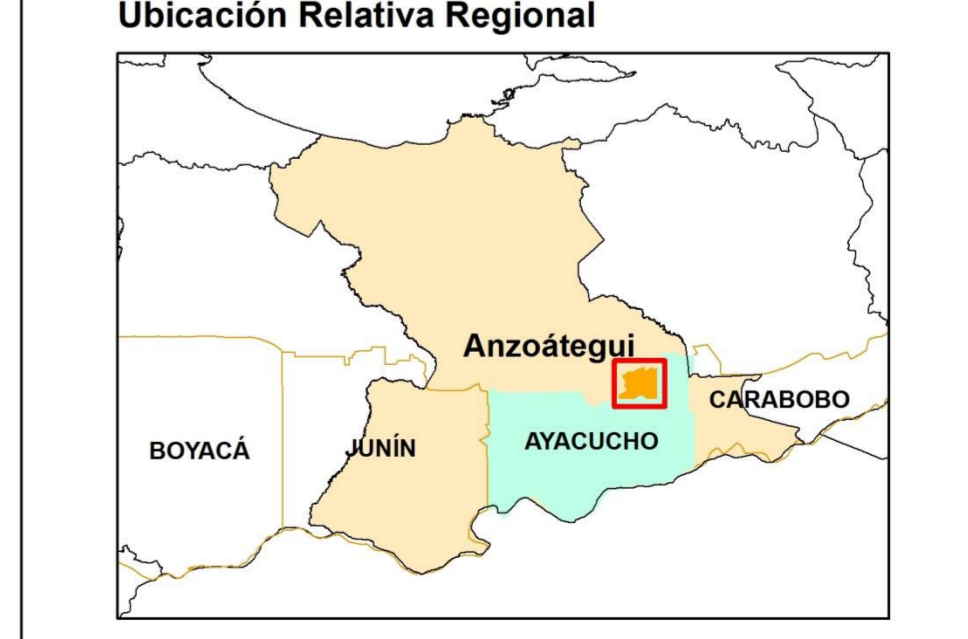 Ubicación Relativa Regional
Anzoátegui
CARABOBO
AYACUCHO
JUNÍN
BOYACÁ